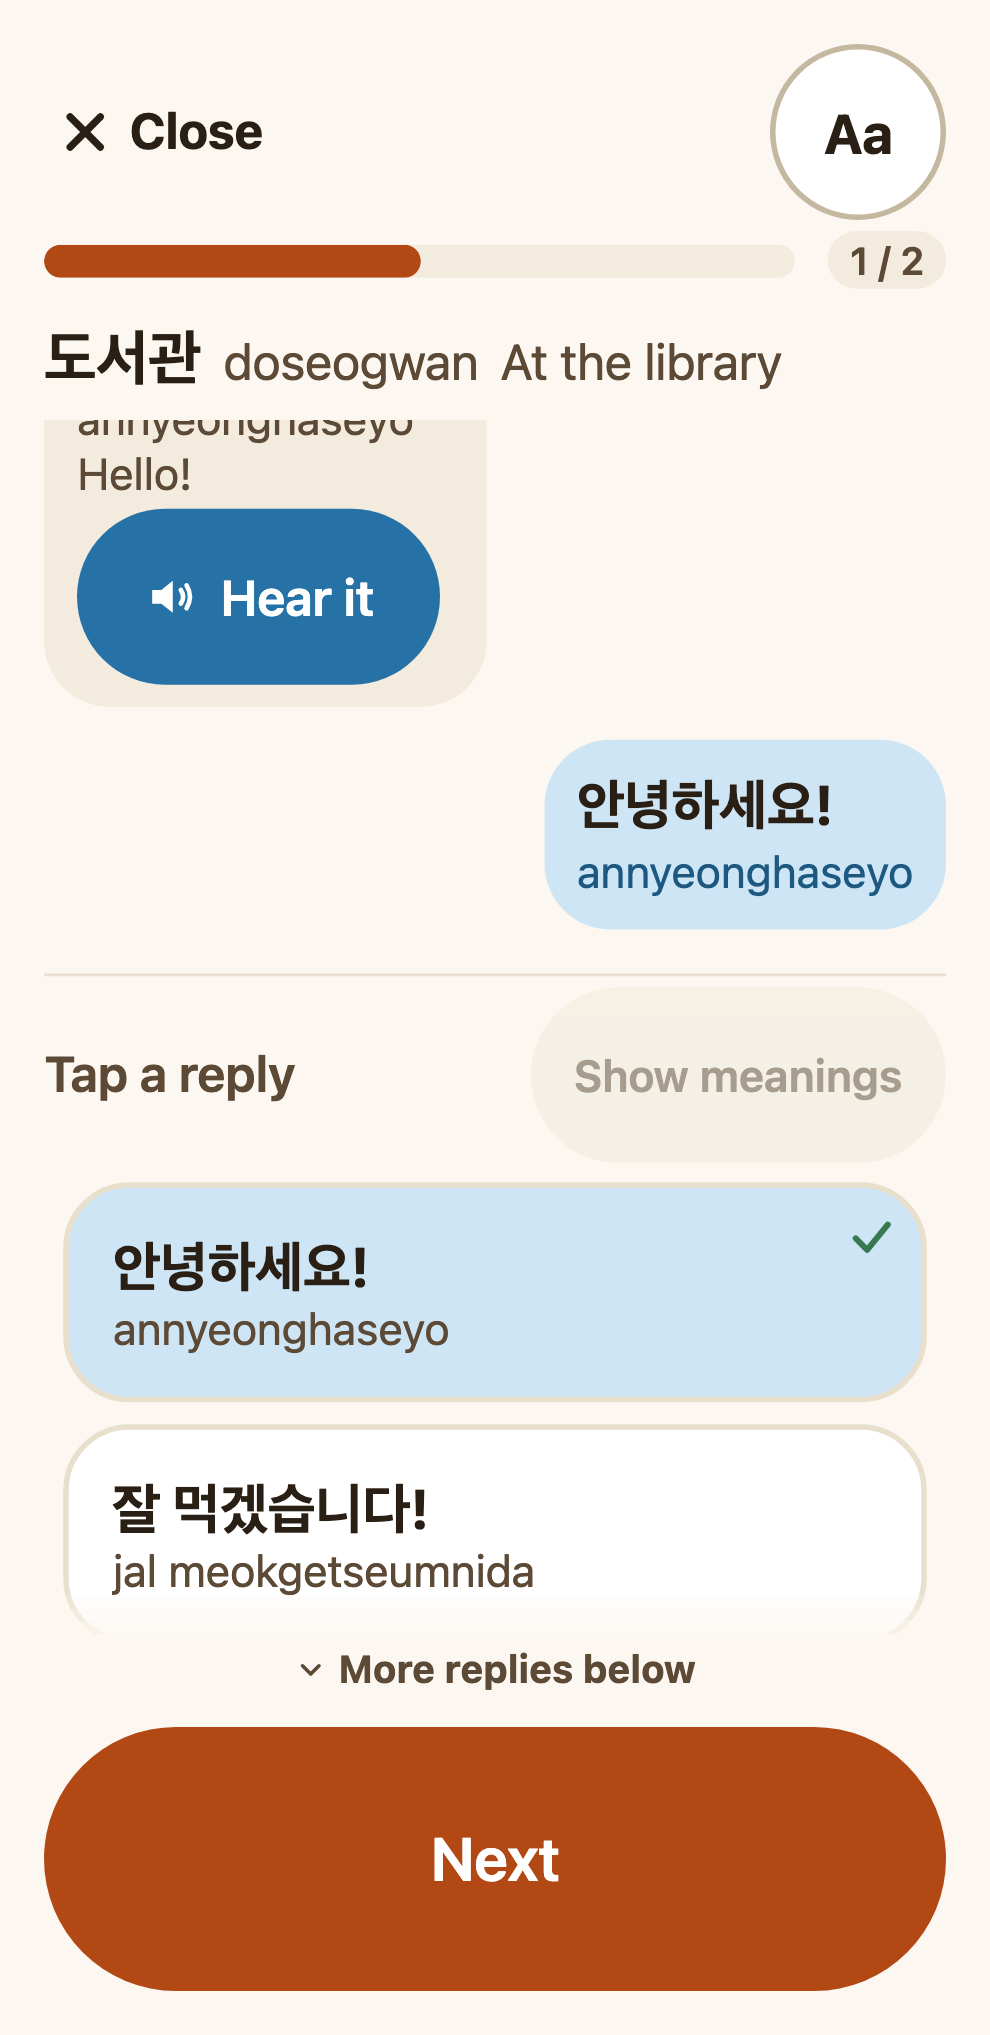 Close
Aa
1 / 2
도서관 doseogwan At the library
annyeonghaseyo
Hello!
Hear it
안녕하세요!
annyeonghaseyo
Tap a reply
Show meanings
안녕하세요!
annyeonghaseyo
잘 먹겠습니다!
jal meokgetseumnida
More replies below
Next